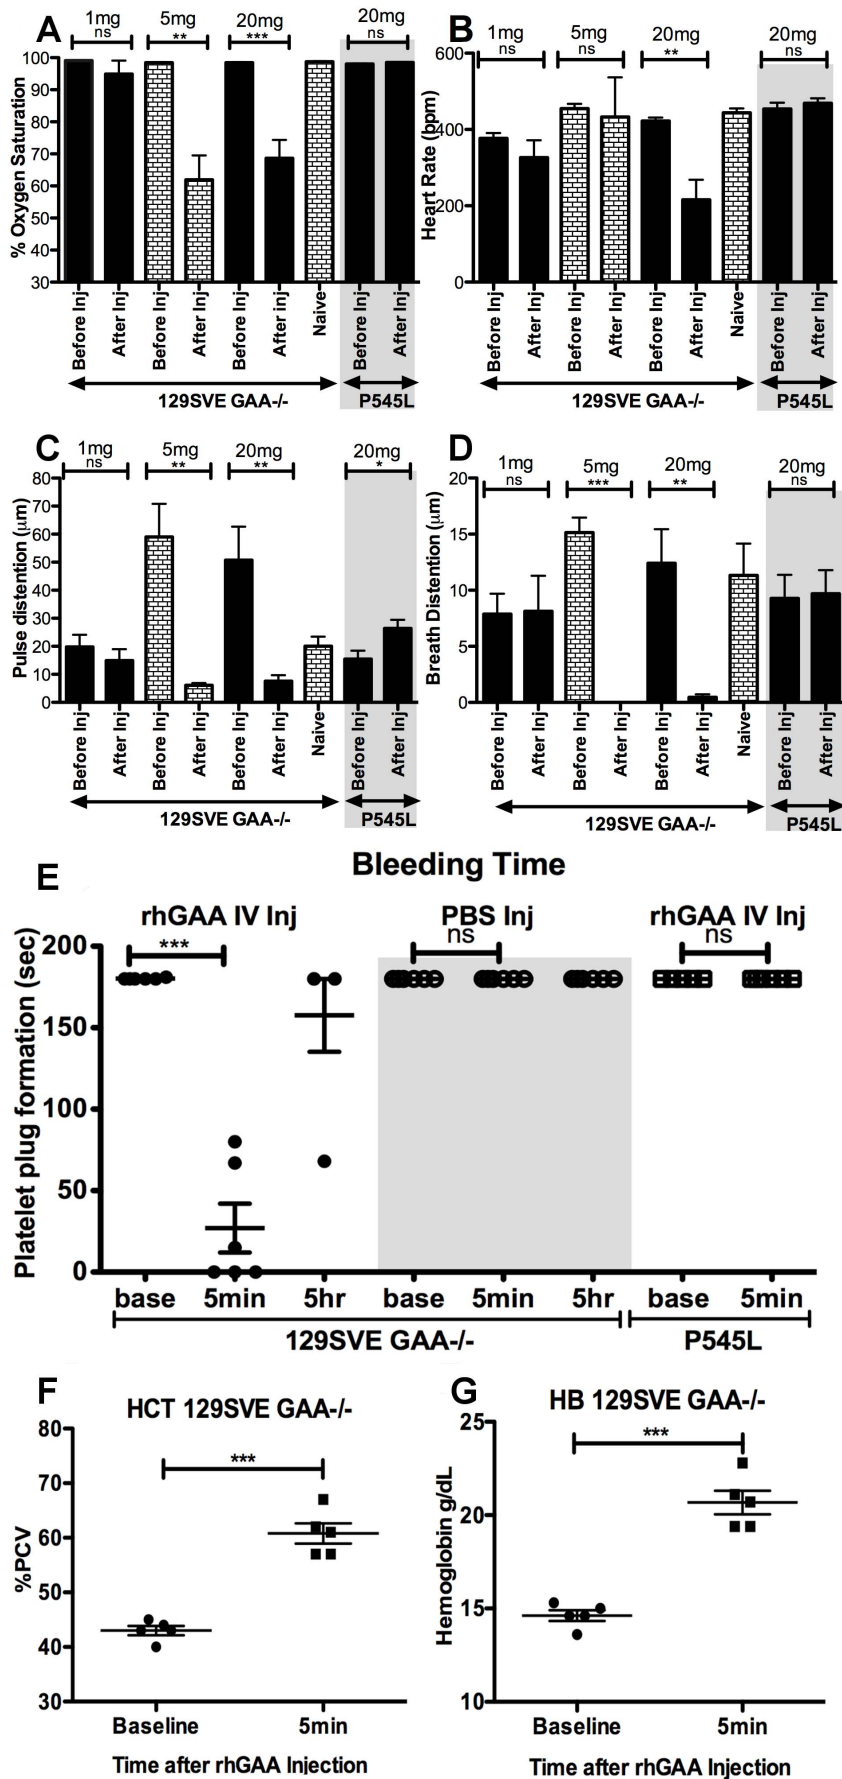 A
1mg 5mg 20mg 20mg
ns ** *** ns
% Oxygen Saturation
100
90
80
70
60
50
40
30
Before Inj
After Inj
Before Inj
After Inj
Before Inj
After inj
Naive
Before Inj
After Inj
129SVE GAA-/- P545L
B
1mg 5mg 20mg 20mg
ns ns ** ns
Heart Rate (bpm)
600
400
200
0
Before Inj
After Inj
Before Inj
After Inj
Before Inj
After Inj
Naive
Before Inj
After Inj
129SVE GAA-/- P545L
C
1mg 5mg 20mg 20mg
ns ** ** *
Pulse distention (μm)
80
70
60
50
40
30
20
10
0
Before Inj
After Inj
Before Inj
After Inj
Before Inj
After Inj
Naive
Before Inj
After Inj
129SVE GAA-/- P545L
D
1mg 5mg 20mg 20mg
ns *** ** ns
Breath Distention (μm)
20
15
10
5
0
Before Inj
After Inj
Before Inj
After Inj
Before Inj
After Inj
Naive
Before Inj
After Inj
129SVE GAA-/- P545L
E
Bleeding Time
rhGAA IV Inj PBS Inj rhGAA IV Inj
*** ns ns
Platelet plug formation (sec)
200
150
100
50
0
base 5min 5hr base 5min 5hr base 5min
129SVE GAA-/- P545L
F
HCT 129SVE GAA-/-
***
%PCV
80
70
60
50
40
30
Baseline 5min
Time after rhGAA Injection
G
HB 129SVE GAA-/-
***
Hemoglobin g/dL
25
20
15
10
Baseline 5min
Time after rhGAA Injection